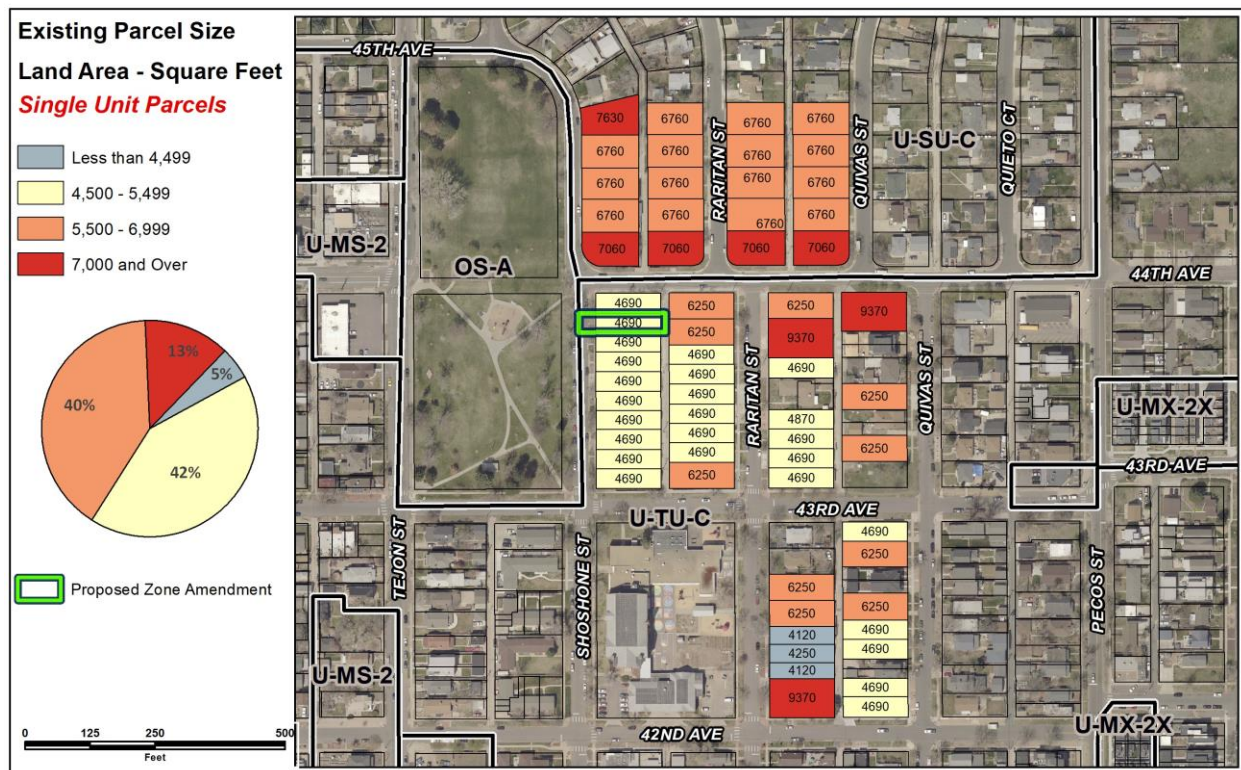 Existing Parcel Size
Land Area - Square Feet
Single Unit Parcels
Less than 4,499
4,500 - 5,499
5,500 - 6,999
7,000 and Over
13%
5%
40%
42%
Proposed Zone Amendment
0 125 250 500
Feet
45TH AVE
U-MS-2
OS-A
RARITAN ST
QUIVAS ST
U-SU-C
QUIETO CT
44TH AVE
7630 6760 6760 6760
6760 6760 6760 6760
6760 6760 6760 6760
6760 6760 6760 6760
7060 7060 7060 7060
4690 6250 6250 9370
4690 6250 9370
4690 4690 4690
4690 4690
4690 4690 6250
4690 4690 4870
4690 4690 4690 6250
4690 4690 4690
4690 6250 4690
RARITAN ST
QUIVAS ST
U-MX-2X
43RD AVE
U-TU-C
43RD AVE
TEJON ST
SHOSHONE ST
PECOS ST
4690
6250
6250 6250
6250 4690
4120 4690
4250
4120 4690
9370 4690
U-MS-2
42ND AVE
U-MX-2X